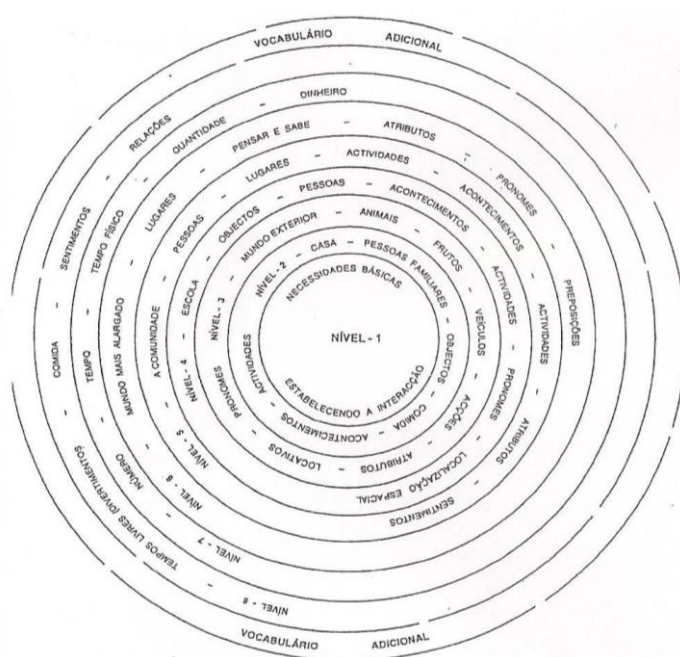 VOCABULÁRIO ADICIONAL
NÍVEL - 8 – TEMPOS LIVRES (DIVERTIMENTOS – COMIDA – SENTIMENTOS – RELAÇÕES
NÍVEL - 7 – NÚMERO – TEMPO – TEMPO FÍSICO – QUANTIDADE – DINHEIRO
NÍVEL - 6 – MUNDO MAIS ALARGADO – LUGARES – PENSAR E SABE – ATRIBUTOS – PRONOMES – PREPOSIÇÕES
NÍVEL - 5 – A COMUNIDADE – PESSOAS – LUGARES – ACTIVIDADES – ACONTECIMENTOS – ACTIVIDADES – ATRIBUTOS – SENTIMENTOS
NÍVEL - 4 – ESCOLA – OBJECTOS – PESSOAS – ACONTECIMENTOS – ACTIVIDADES – PRONOMES – LOCALIZAÇÃO ESPACIAL
NÍVEL - 3 – MUNDO EXTERIOR – ANIMAIS – FRUTOS – VEÍCULOS – ACÇÕES – ATRIBUTOS – LOCATIVOS – PRONOMES
NÍVEL - 2 – CASA – PESSOAS FAMILIARES – OBJECTOS – COMIDA – ACONTECIMENTOS – ACTIVIDADES
NECESSIDADES BÁSICAS
NÍVEL - 1
ESTABELECENDO A INTERACÇÃO
VOCABULÁRIO ADICIONAL